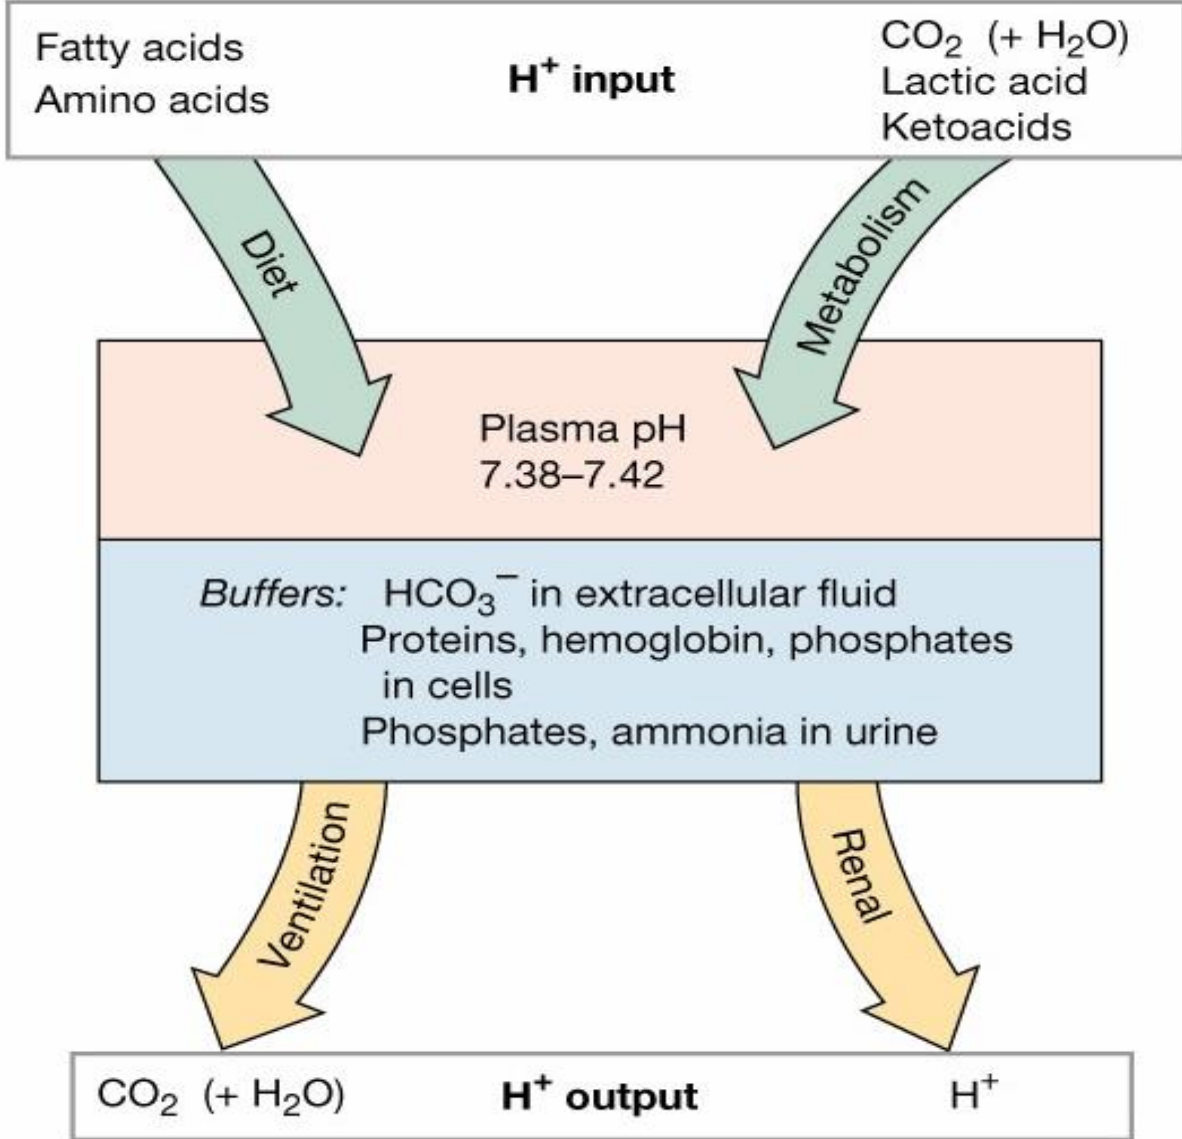 Fatty acids
Amino acids
H⁺ input
CO₂ (+ H₂O)
Lactic acid
Ketoacids
Diet
Metabolism
Plasma pH
7.38–7.42
Buffers: HCO₃⁻ in extracellular fluid
Proteins, hemoglobin, phosphates
in cells
Phosphates, ammonia in urine
Ventilation
Renal
CO₂ (+ H₂O)
H⁺ output
H⁺